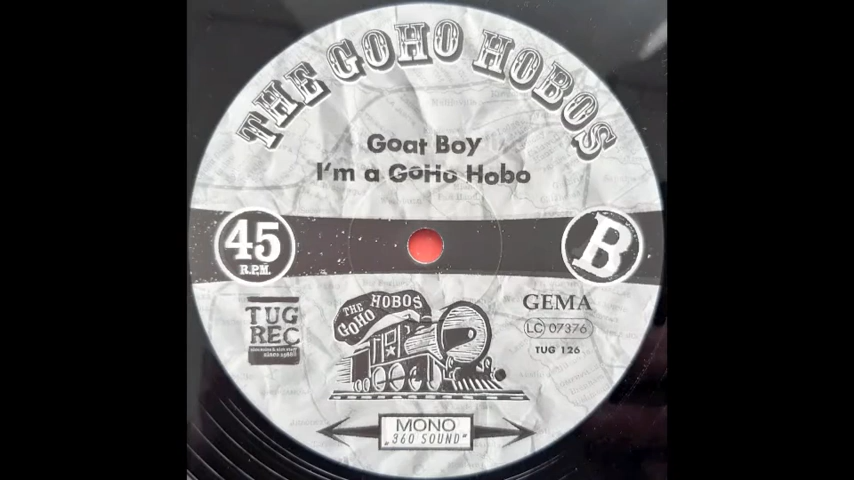 THE GOHO HOBOS
Goat Boy
I'm a GoHo Hobo
45
R.P.M.
B
TUG
REC
THE
GOHO HOBOS
GEMA
LC 07376
TUG 126
MONO
„360 SOUND"